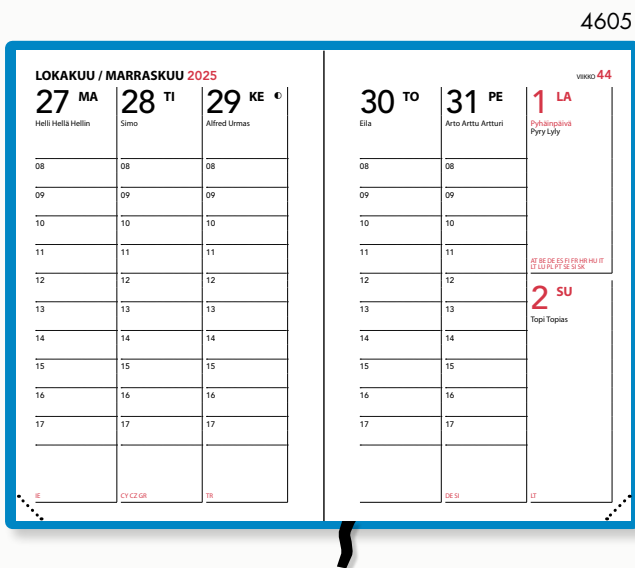 4605
LOKAKUU / MARRASKUU 2025
27 MA
Helli Hellä Hellin
08
09
10
11
12
13
14
15
16
17
IE
28 TI
Simo
08
09
10
11
12
13
14
15
16
17
CY CZ GR
29 KE
Alfred Urmas
08
09
10
11
12
13
14
15
16
17
TR
VIIKKO 44
30 TO
Eila
08
09
10
11
12
13
14
15
16
17
31 PE
Arto Arttu Artturi
08
09
10
11
12
13
14
15
16
17
DE SI
1 LA
Pyhäinpäivä
Pyry Lyly
AT BE DE ES FI FR HR HU IT
LT LU PL PT SE SI SK
2 SU
Topi Topias
LT